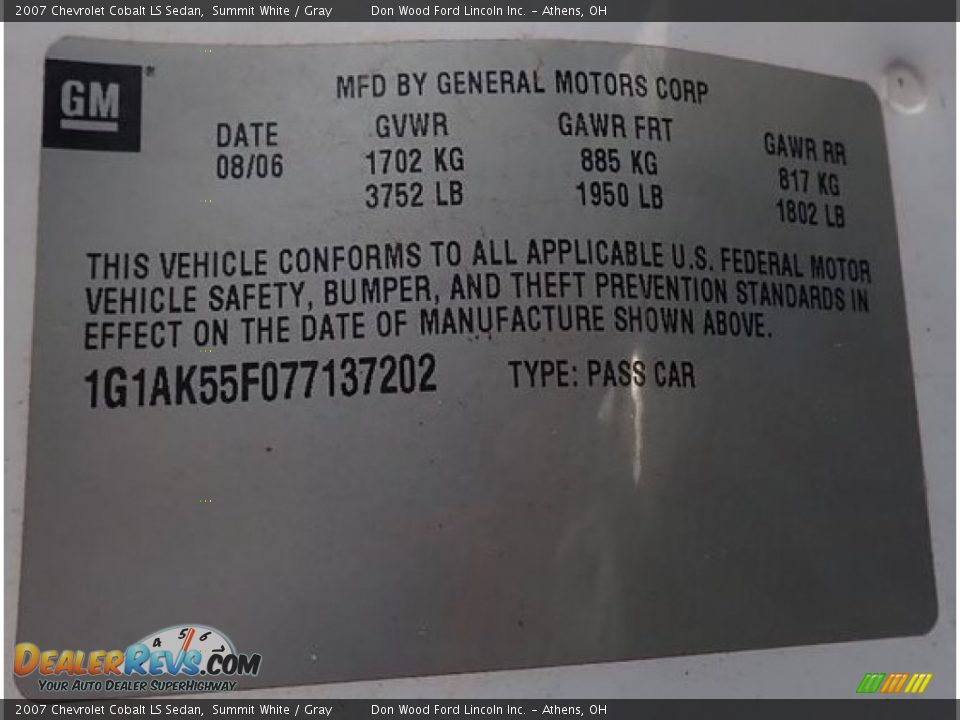 2007 Chevrolet Cobalt LS Sedan, Summit White / Gray Don Wood Ford Lincoln Inc. - Athens, OH
GM®
MFD BY GENERAL MOTORS CORP
DATE GVWR GAWR FRT GAWR RR
08/06 1702 KG 885 KG 817 KG
3752 LB 1950 LB 1802 LB
THIS VEHICLE CONFORMS TO ALL APPLICABLE U.S. FEDERAL MOTOR
VEHICLE SAFETY, BUMPER, AND THEFT PREVENTION STANDARDS IN
EFFECT ON THE DATE OF MANUFACTURE SHOWN ABOVE.
1G1AK55F077137202 TYPE: PASS CAR
4 5 6 7
DEALERREVS.COM
YOUR AUTO DEALER SUPERHIGHWAY
2007 Chevrolet Cobalt LS Sedan, Summit White / Gray Don Wood Ford Lincoln Inc. - Athens, OH